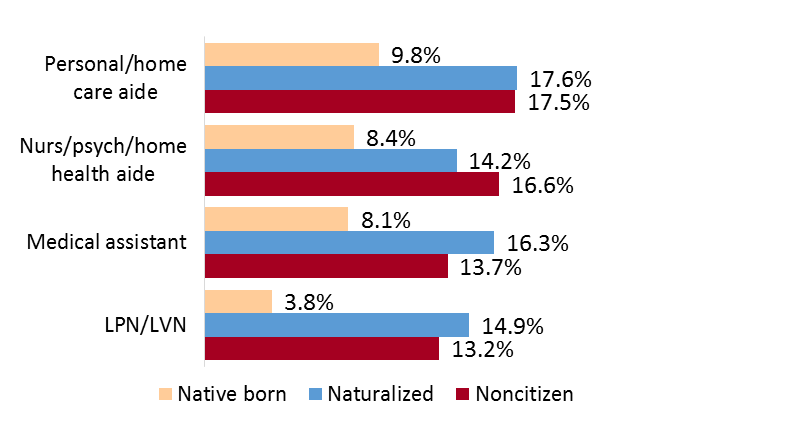 Personal/home
care aide
9.8%
17.6%
17.5%
Nurs/psych/home
health aide
8.4%
14.2%
16.6%
Medical assistant
8.1%
16.3%
13.7%
LPN/LVN
3.8%
14.9%
13.2%
Native born Naturalized Noncitizen